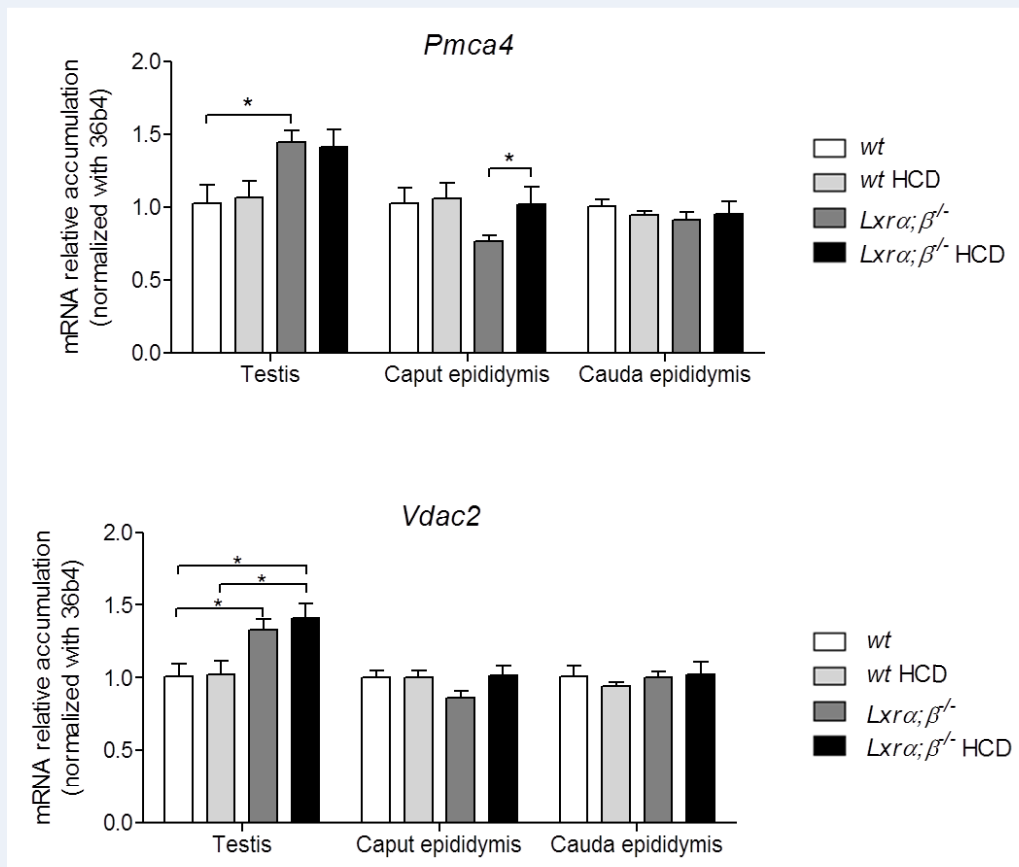 Pmca4
mRNA relative accumulation
(normalized with 36b4)
2.0
1.5
1.0
0.5
0.0
*
*
Testis
Caput epididymis
Cauda epididymis
wt
wt HCD
Lxrα;β-/-
Lxrα;β-/- HCD
Vdac2
mRNA relative accumulation
(normalized with 36b4)
2.0
1.5
1.0
0.5
0.0
*
*
*
Testis
Caput epididymis
Cauda epididymis
wt
wt HCD
Lxrα;β-/-
Lxrα;β-/- HCD